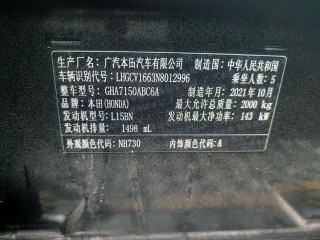 生产厂名：广汽本田汽车有限公司 制造国：中华人民共和国
车辆识别代号：LHGCV1663N8012996 乘坐人数：5
整车型号：GHA7150ABC6A 制造年月：2021年10月
品牌：本田(HONDA) 最大允许总质量：2000 kg
发动机型号：L15BN 发动机最大净功率：143 kW
发动机排量：1498 mL
外观颜色代码：NH730 内饰颜色代码：A